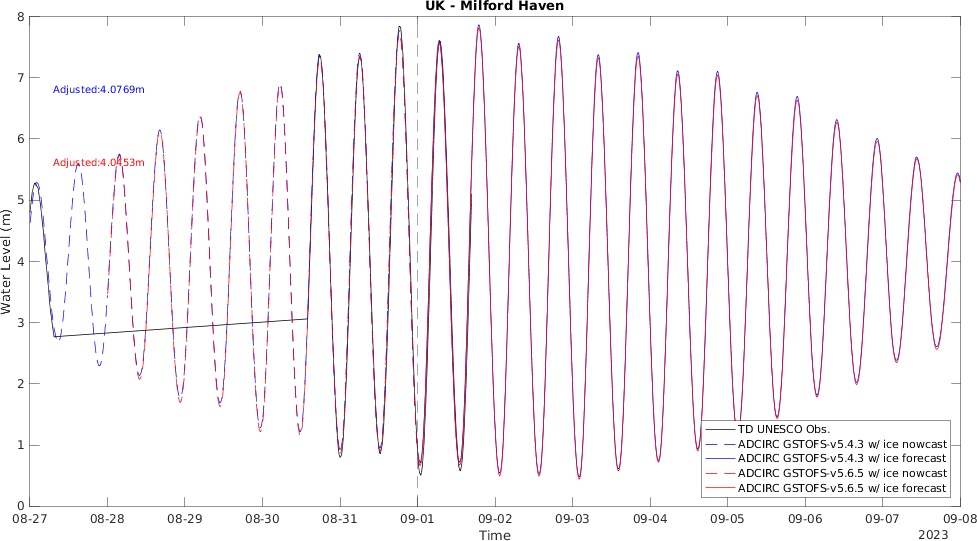 UK - Milford Haven
8
7
6
5
4
3
2
1
0
Water Level (m)
Adjusted:4.0769m
Adjusted:4.0453m
TD UNESCO Obs.
ADCIRC GSTOFS-v5.4.3 w/ ice nowcast
ADCIRC GSTOFS-v5.4.3 w/ ice forecast
ADCIRC GSTOFS-v5.6.5 w/ ice nowcast
ADCIRC GSTOFS-v5.6.5 w/ ice forecast
08-27 08-28 08-29 08-30 08-31 09-01 09-02 09-03 09-04 09-05 09-06 09-07 09-08
Time
2023